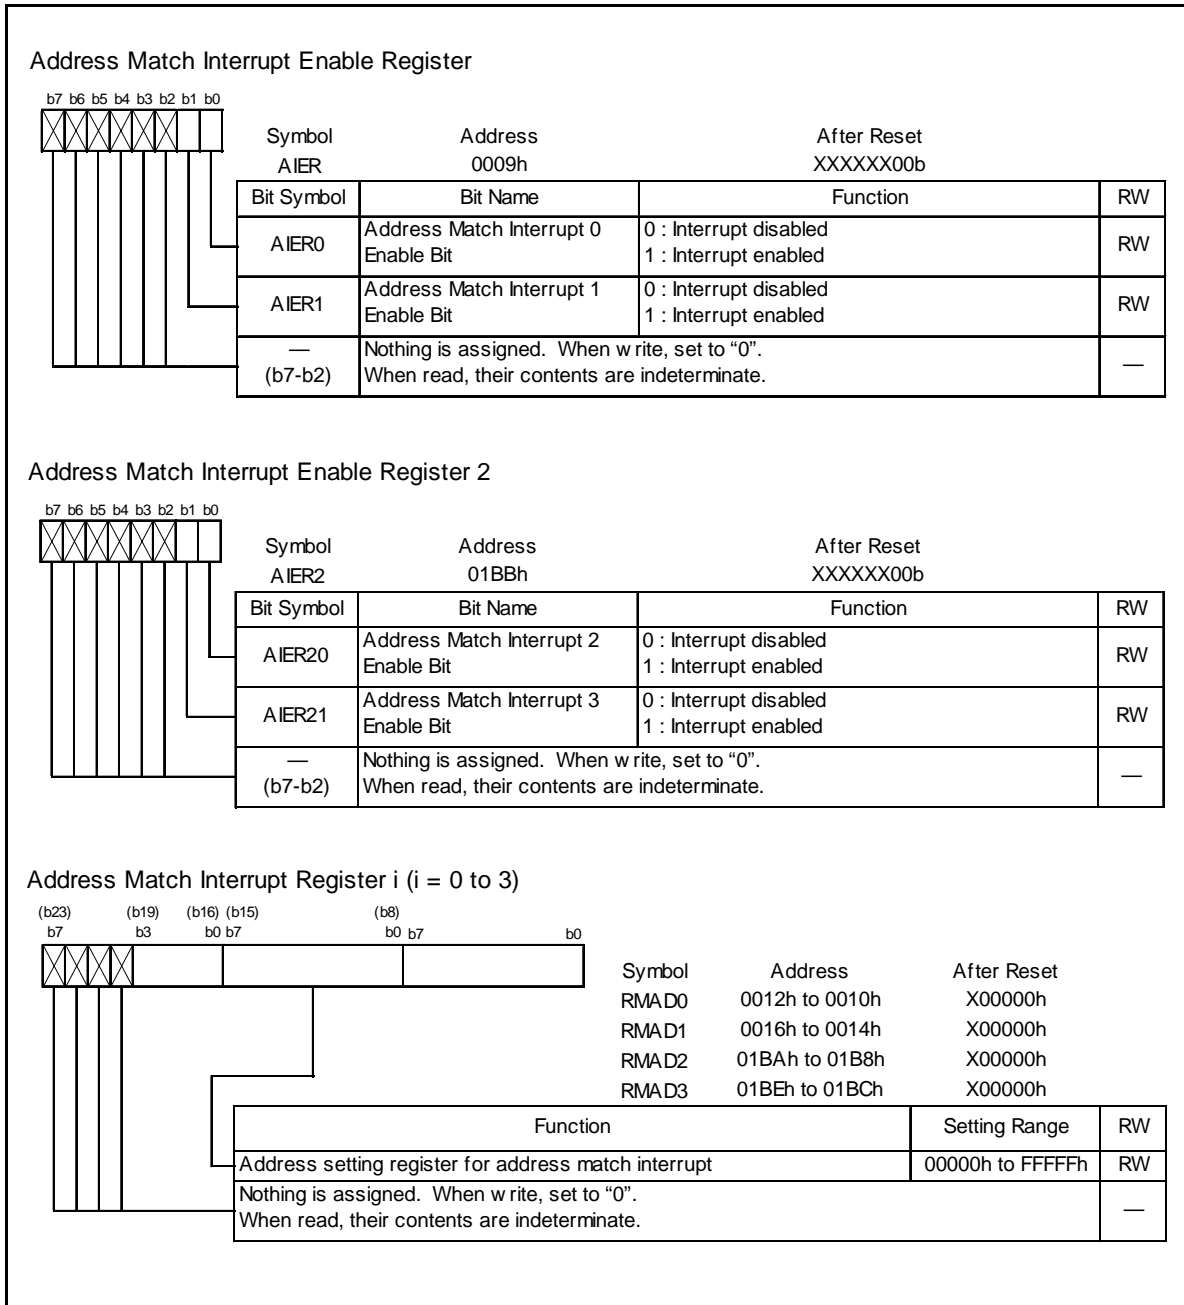 Address Match Interrupt Enable Register
b7 b6 b5 b4 b3 b2 b1 b0
Symbol Address After Reset
AIER 0009h XXXXXX00b
Bit Symbol Bit Name Function RW
AIER0 Address Match Interrupt 0 0 : Interrupt disabled RW
Enable Bit 1 : Interrupt enabled
AIER1 Address Match Interrupt 1 0 : Interrupt disabled RW
Enable Bit 1 : Interrupt enabled
— Nothing is assigned. When write, set to “0”. —
(b7-b2) When read, their contents are indeterminate.
Address Match Interrupt Enable Register 2
b7 b6 b5 b4 b3 b2 b1 b0
Symbol Address After Reset
AIER2 01BBh XXXXXX00b
Bit Symbol Bit Name Function RW
AIER20 Address Match Interrupt 2 0 : Interrupt disabled RW
Enable Bit 1 : Interrupt enabled
AIER21 Address Match Interrupt 3 0 : Interrupt disabled RW
Enable Bit 1 : Interrupt enabled
— Nothing is assigned. When write, set to “0”. —
(b7-b2) When read, their contents are indeterminate.
Address Match Interrupt Register i (i = 0 to 3)
(b23) (b19) (b16) (b15) (b8)
b7 b3 b0 b7 b0 b7 b0
Symbol Address After Reset
RMAD0 0012h to 0010h X00000h
RMAD1 0016h to 0014h X00000h
RMAD2 01BAh to 01B8h X00000h
RMAD3 01BEh to 01BCh X00000h
Function Setting Range RW
Address setting register for address match interrupt 00000h to FFFFFh RW
Nothing is assigned. When write, set to “0”. —
When read, their contents are indeterminate.